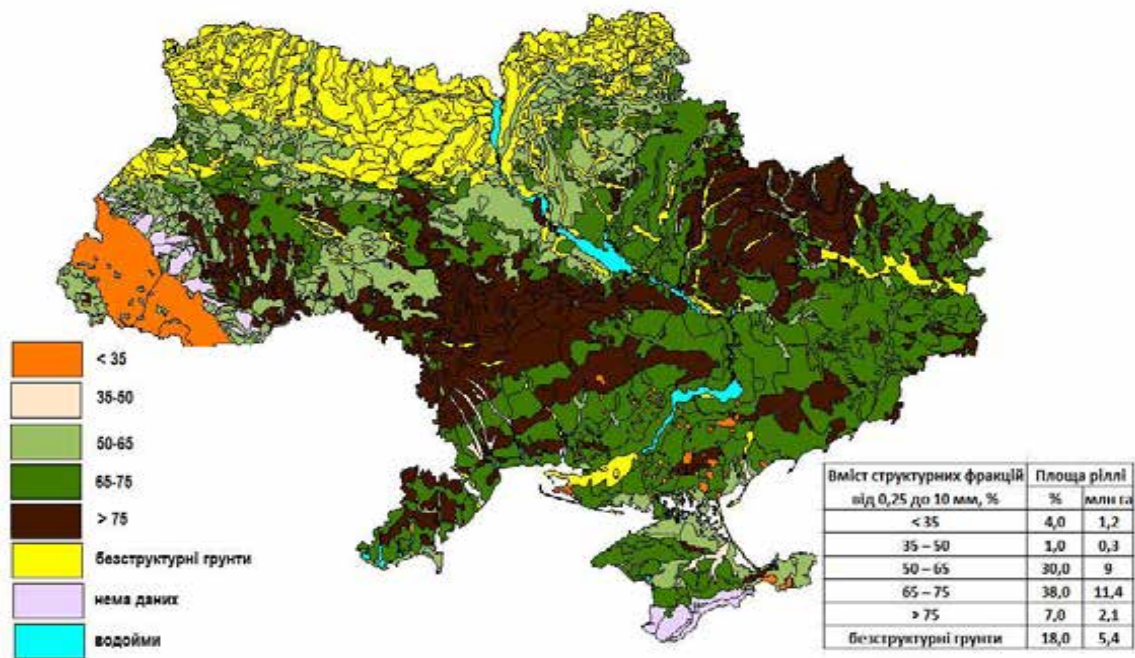 < 35
35-50
50-65
65-75
> 75
безструктурні грунти
нема даних
водойми
Вміст структурних фракцій від 0,25 до 10 мм, % Площа ріллі
% млн га
< 35 4,0 1,2
35 – 50 1,0 0,3
50 – 65 30,0 9
65 – 75 38,0 11,4
> 75 7,0 2,1
безструктурні грунти 18,0 5,4